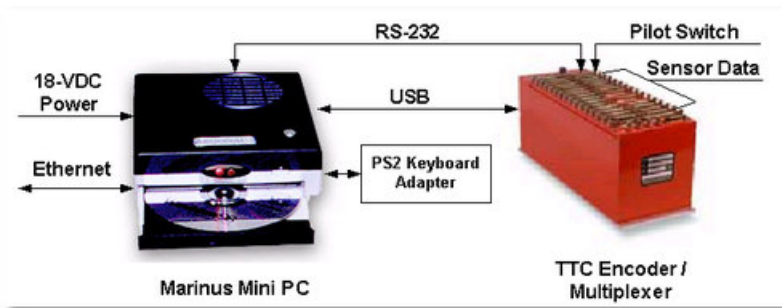 RS-232
Pilot Switch
Sensor Data
18-VDC
Power
USB
Ethernet
PS2 Keyboard
Adapter
Marinus Mini PC
TTC Encoder /
Multiplexer